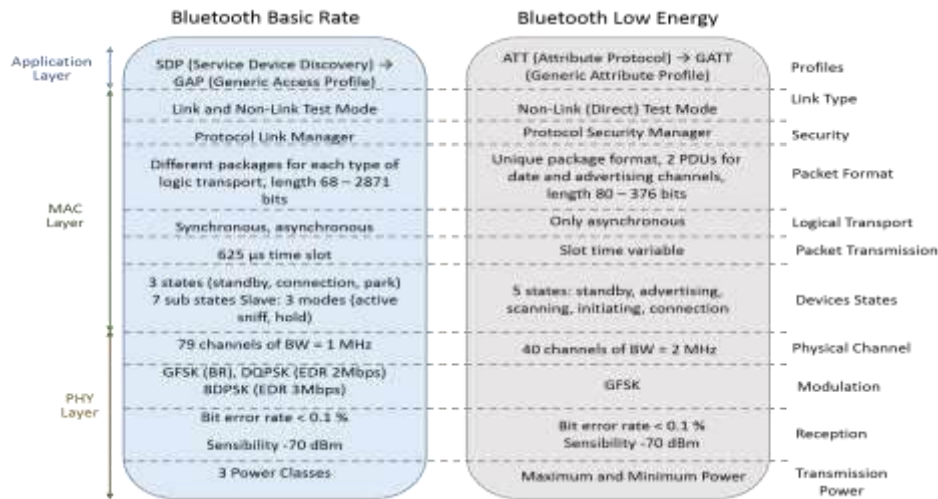 Bluetooth Basic Rate
Bluetooth Low Energy
Application
Layer
SDP (Service Device Discovery) →
GAP (Generic Access Profile)
ATT (Attribute Protocol) → GATT
(Generic Attribute Profile)
Profiles
Link and Non-Link Test Mode
Non-Link (Direct) Test Mode
Link Type
Protocol Link Manager
Protocol Security Manager
Security
MAC
Layer
Different packages for each type of
logic transport, length 68 – 2871
bits
Unique package format, 2 PDUs for
date and advertising channels,
length 80 – 376 bits
Packet Format
Synchronous, asynchronous
Only asynchronous
Logical Transport
625 µs time slot
Slot time variable
Packet Transmission
3 states (standby, connection, park)
7 sub states Slave: 3 modes (active
sniff, hold)
5 states: standby, advertising,
scanning, initiating, connection
Devices States
PHY
Layer
79 channels of BW = 1 MHz
40 channels of BW = 2 MHz
Physical Channel
GFSK (BR), DQPSK (EDR 2Mbps)
8DPSK (EDR 3Mbps)
GFSK
Modulation
Bit error rate < 0.1 %
Sensibility -70 dBm
Bit error rate < 0.1 %
Sensibility -70 dBm
Reception
3 Power Classes
Maximum and Minimum Power
Transmission
Power